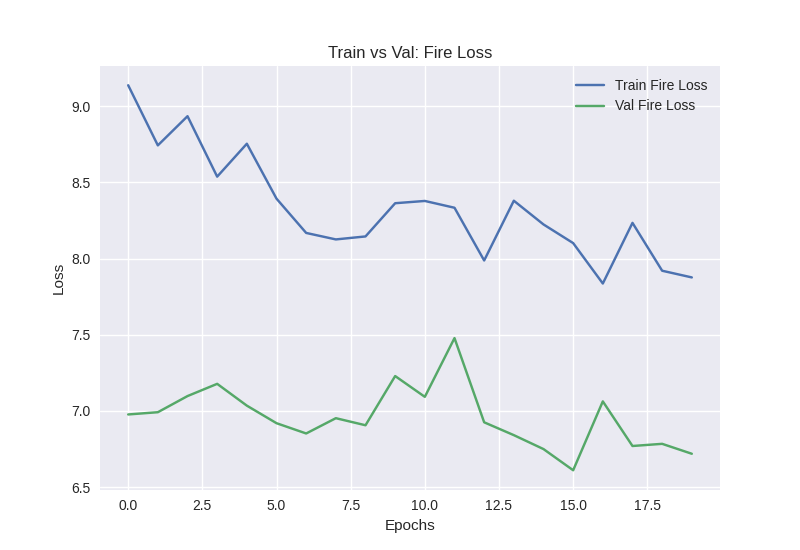 Train vs Val: Fire Loss
Train Fire Loss
Val Fire Loss
9.0
8.5
8.0
7.5
7.0
6.5
Loss
0.0 2.5 5.0 7.5 10.0 12.5 15.0 17.5
Epochs